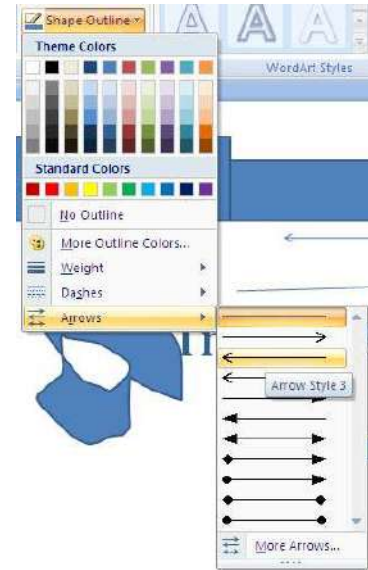 Shape Outline
A A A
WordArt Styles
Theme Colors
Standard Colors
No Outline
More Outline Colors...
Weight
Dashes
Arrows
Arrow Style 3
More Arrows...